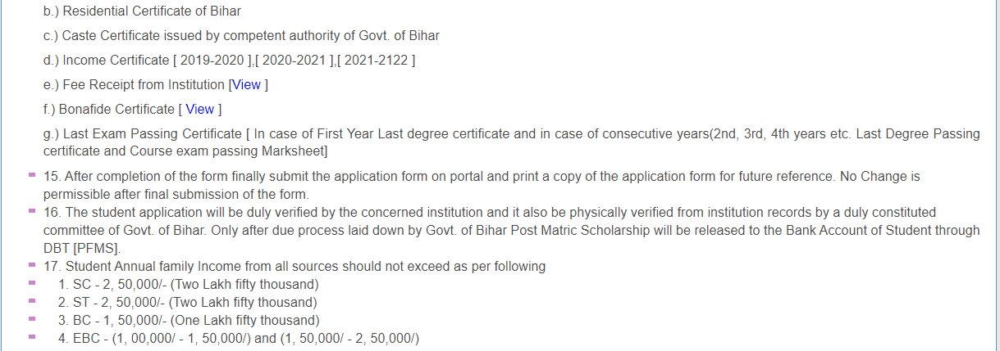 b.) Residential Certificate of Bihar
c.) Caste Certificate issued by competent authority of Govt. of Bihar
d.) Income Certificate [ 2019-2020 ],[ 2020-2021 ],[ 2021-2122 ]
e.) Fee Receipt from Institution [View ]
f.) Bonafide Certificate [ View ]
g.) Last Exam Passing Certificate [ In case of First Year Last degree certificate and in case of consecutive years(2nd, 3rd, 4th years etc. Last Degree Passing
certificate and Course exam passing Marksheet]
15. After completion of the form finally submit the application form on portal and print a copy of the application form for future reference. No Change is
permissible after final submission of the form.
16. The student application will be duly verified by the concerned institution and it also be physically verified from institution records by a duly constituted
committee of Govt. of Bihar. Only after due process laid down by Govt. of Bihar Post Matric Scholarship will be released to the Bank Account of Student through
DBT [PFMS].
17. Student Annual family Income from all sources should not exceed as per following
1. SC - 2, 50,000/- (Two Lakh fifty thousand)
2. ST - 2, 50,000/- (Two Lakh fifty thousand)
3. BC - 1, 50,000/- (One Lakh fifty thousand)
4. EBC - (1, 00,000/ - 1, 50,000/) and (1, 50,000/ - 2, 50,000/)